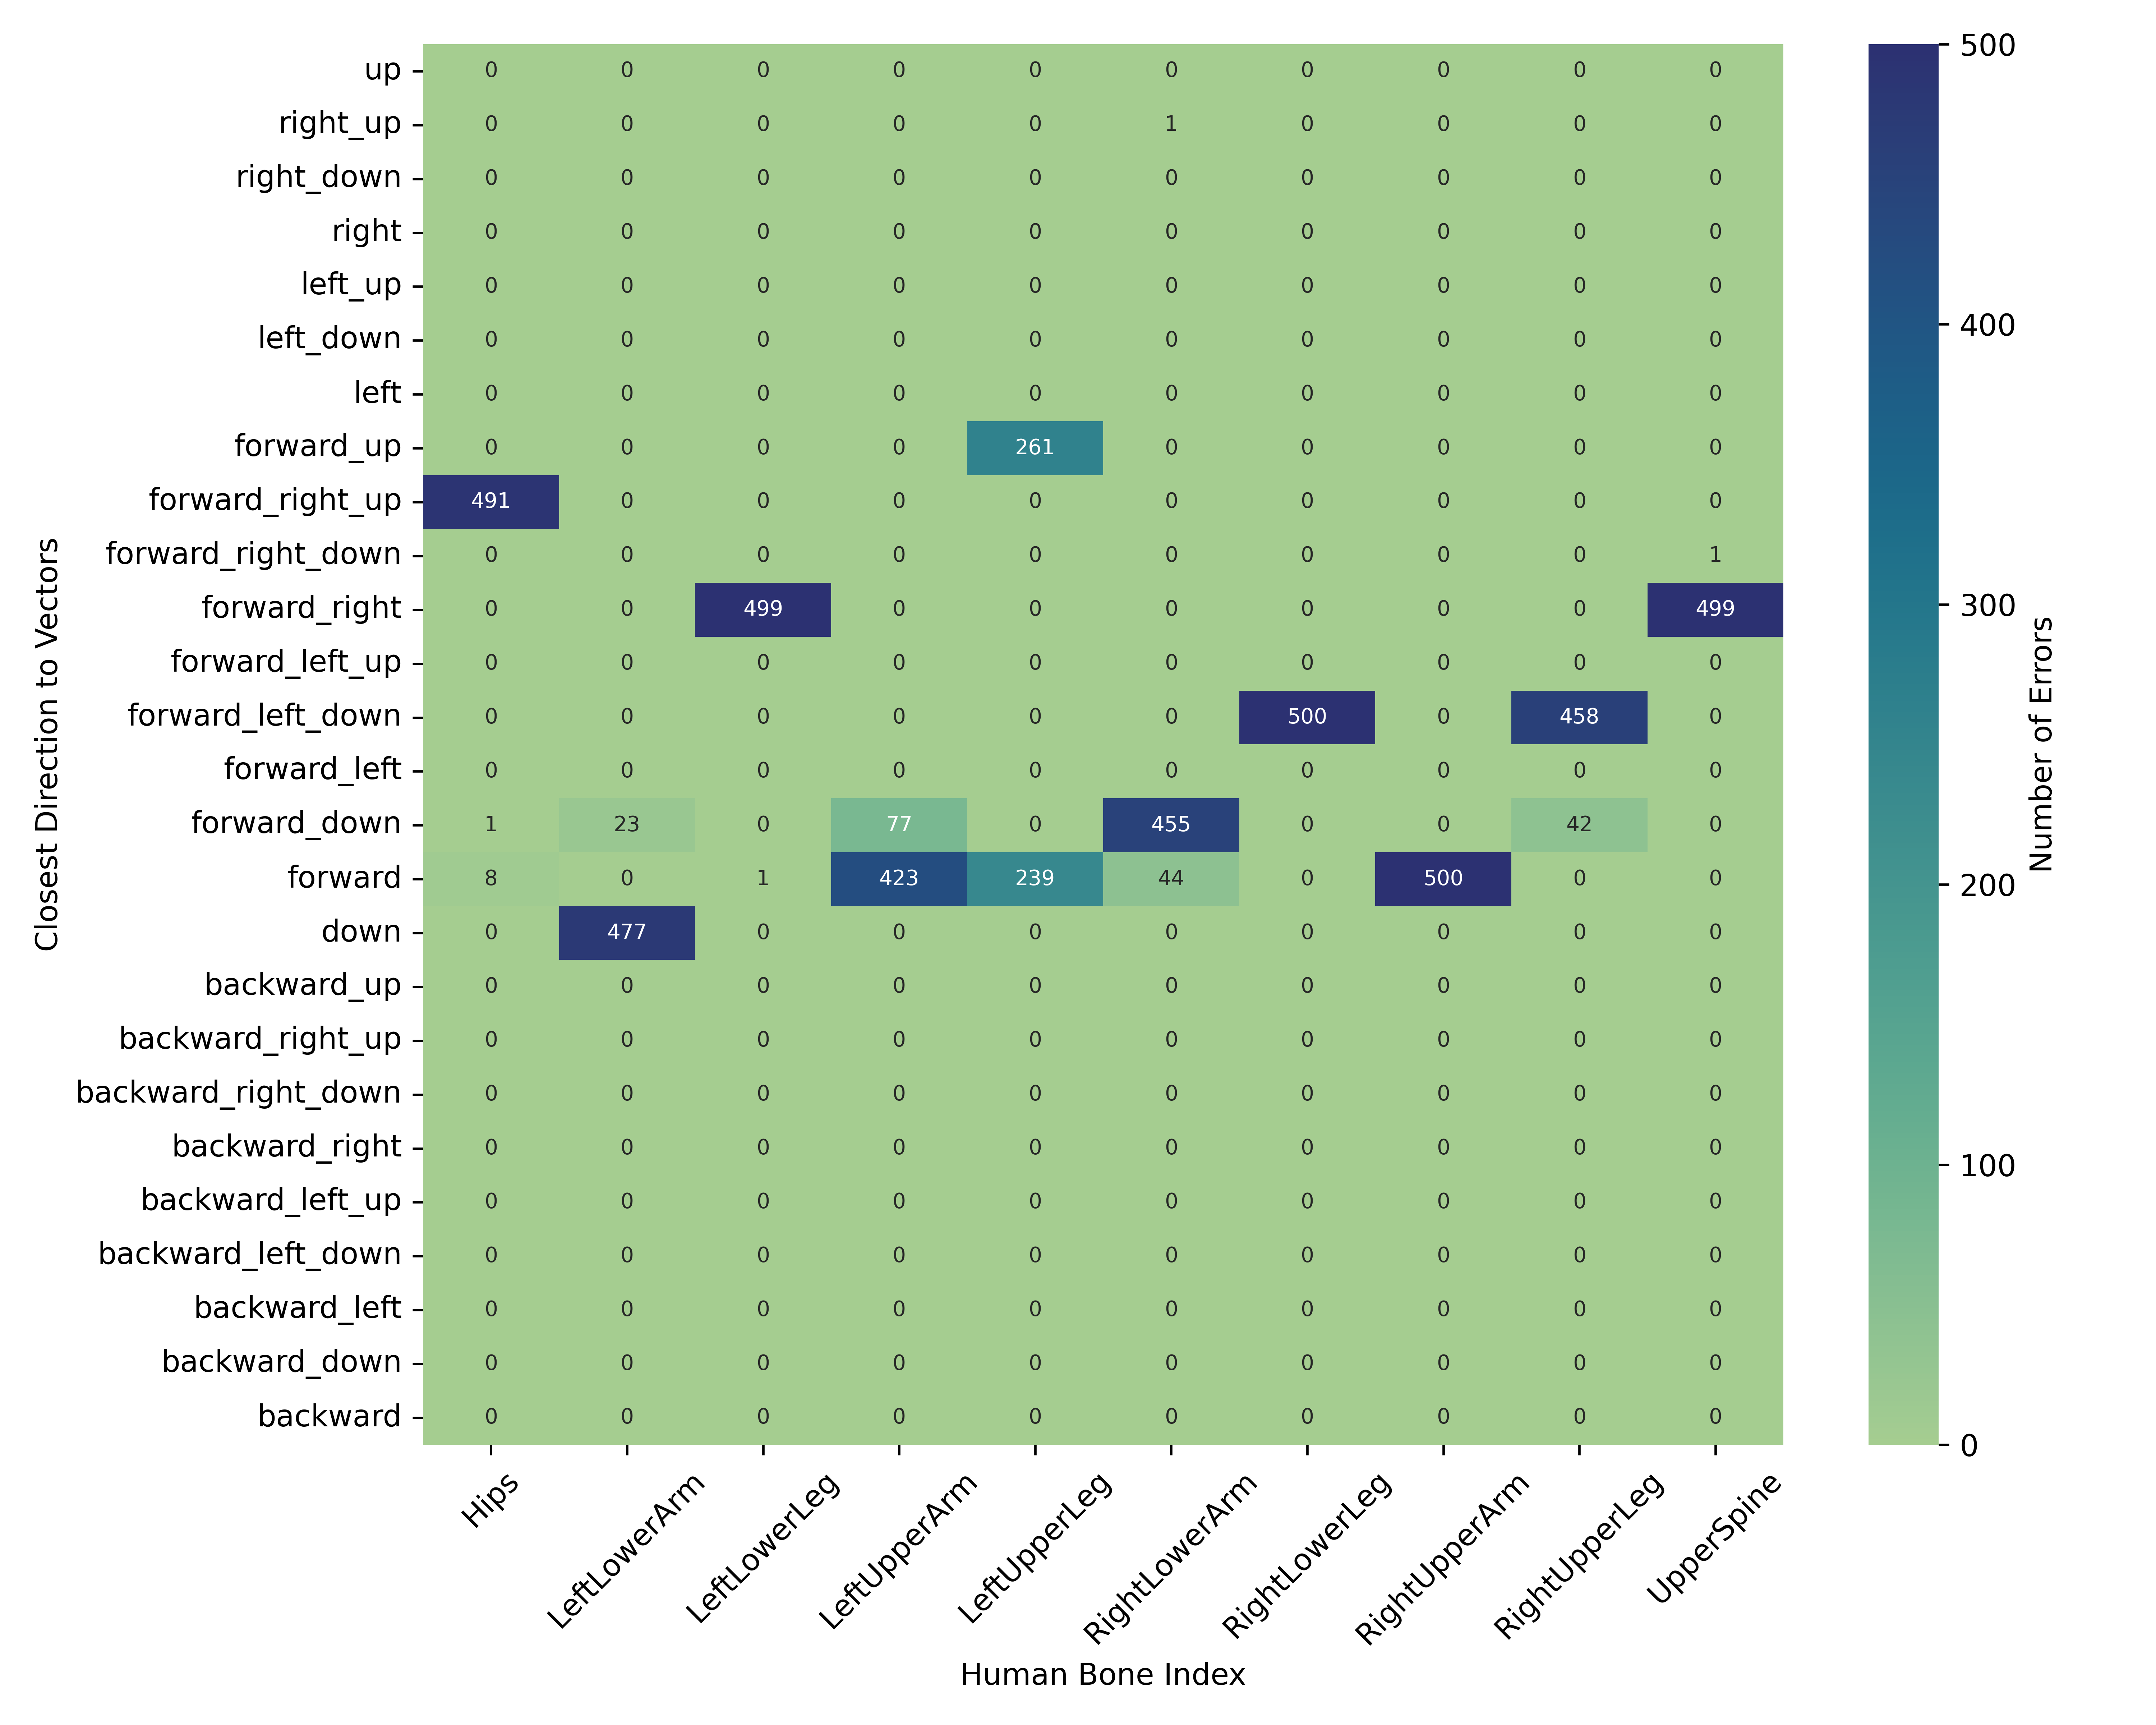 up 0 0 0 0 0 0 0 0 0 0
right_up 0 0 0 0 0 1 0 0 0 0
right_down 0 0 0 0 0 0 0 0 0 0
right 0 0 0 0 0 0 0 0 0 0
left_up 0 0 0 0 0 0 0 0 0 0
left_down 0 0 0 0 0 0 0 0 0 0
left 0 0 0 0 0 0 0 0 0 0
forward_up 0 0 0 0 261 0 0 0 0 0
forward_right_up 491 0 0 0 0 0 0 0 0 0
forward_right_down 0 0 0 0 0 0 0 0 0 1
forward_right 0 0 499 0 0 0 0 0 0 499
forward_left_up 0 0 0 0 0 0 0 0 0 0
forward_left_down 0 0 0 0 0 0 500 0 458 0
forward_left 0 0 0 0 0 0 0 0 0 0
forward_down 1 23 0 77 0 455 0 0 42 0
forward 8 0 1 423 239 44 0 500 0 0
down 0 477 0 0 0 0 0 0 0 0
backward_up 0 0 0 0 0 0 0 0 0 0
backward_right_up 0 0 0 0 0 0 0 0 0 0
backward_right_down 0 0 0 0 0 0 0 0 0 0
backward_right 0 0 0 0 0 0 0 0 0 0
backward_left_up 0 0 0 0 0 0 0 0 0 0
backward_left_down 0 0 0 0 0 0 0 0 0 0
backward_left 0 0 0 0 0 0 0 0 0 0
backward_down 0 0 0 0 0 0 0 0 0 0
backward 0 0 0 0 0 0 0 0 0 0
Hips LeftLowerArm LeftLowerLeg LeftUpperArm LeftUpperLeg RightLowerArm RightLowerLeg RightUpperArm RightUpperLeg UpperSpine
Human Bone Index
Closest Direction to Vectors
500
400
300
200
100
0
Number of Errors